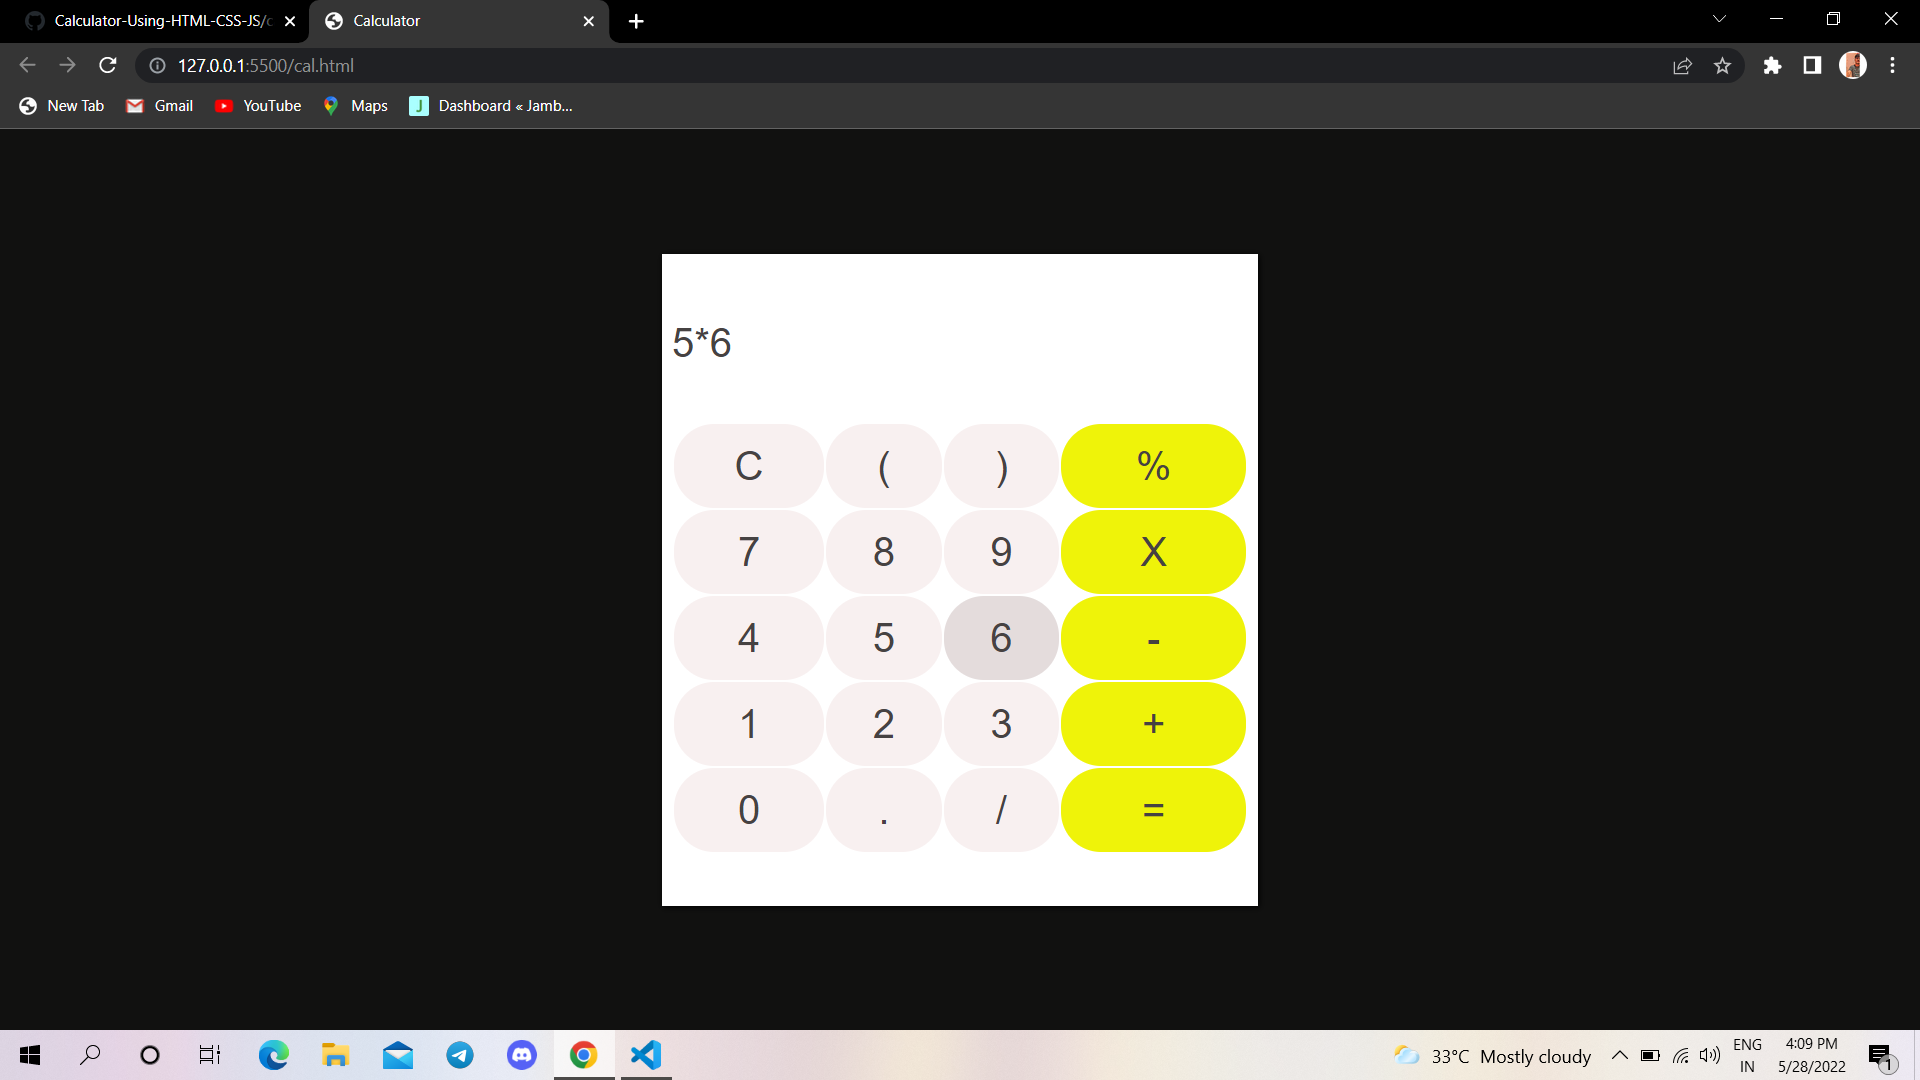 Calculator-Using-HTML-CSS-JS/c
Calculator
127.0.0.1:5500/cal.html
New Tab Gmail YouTube Maps J Dashboard « Jamb...
5*6
C ( ) %
7 8 9 X
4 5 6 -
1 2 3 +
0 . / =
33°C Mostly cloudy
ENG
IN
4:09 PM
5/28/2022
1